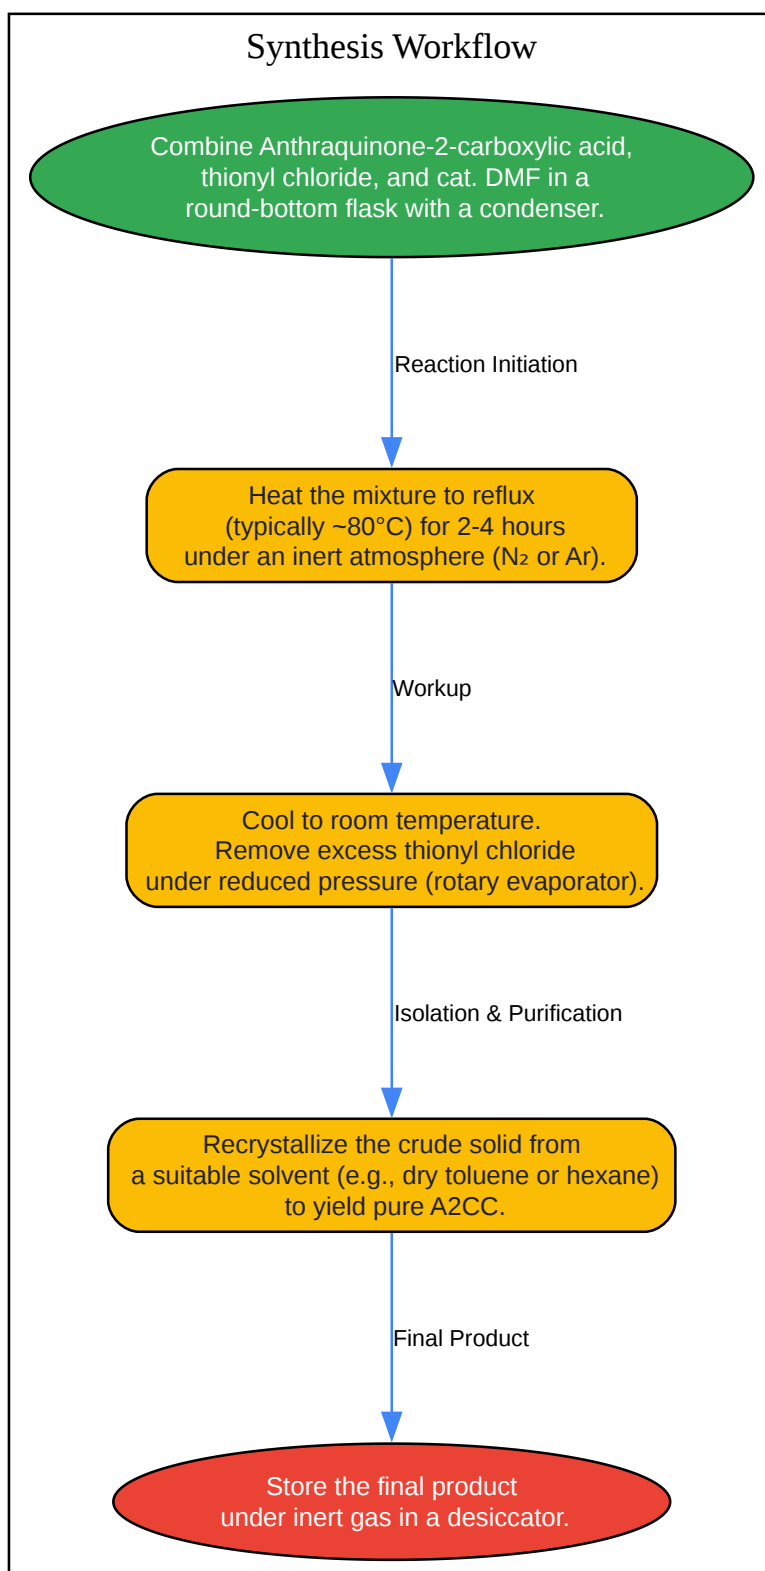 Synthesis Workflow
Combine Anthraquinone-2-carboxylic acid,
thionyl chloride, and cat. DMF in a
round-bottom flask with a condenser.
Reaction Initiation
Heat the mixture to reflux
(typically ~80°C) for 2-4 hours
under an inert atmosphere (N₂ or Ar).
Workup
Cool to room temperature.
Remove excess thionyl chloride
under reduced pressure (rotary evaporator).
Isolation & Purification
Recrystallize the crude solid from
a suitable solvent (e.g., dry toluene or hexane)
to yield pure A2CC.
Final Product
Store the final product
under inert gas in a desiccator.